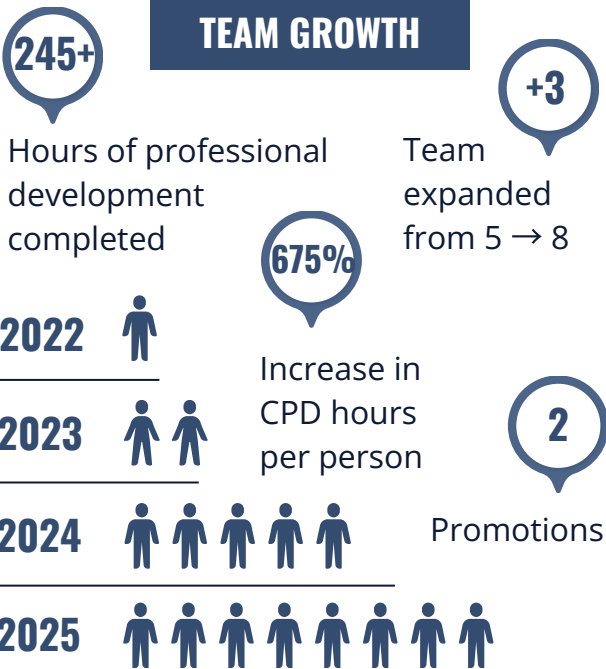 TEAM GROWTH
245+
Hours of professional
development
completed
+3
Team
expanded
from 5 → 8
675%
Increase in
CPD hours
per person
2
Promotions
2022
2023
2024
2025